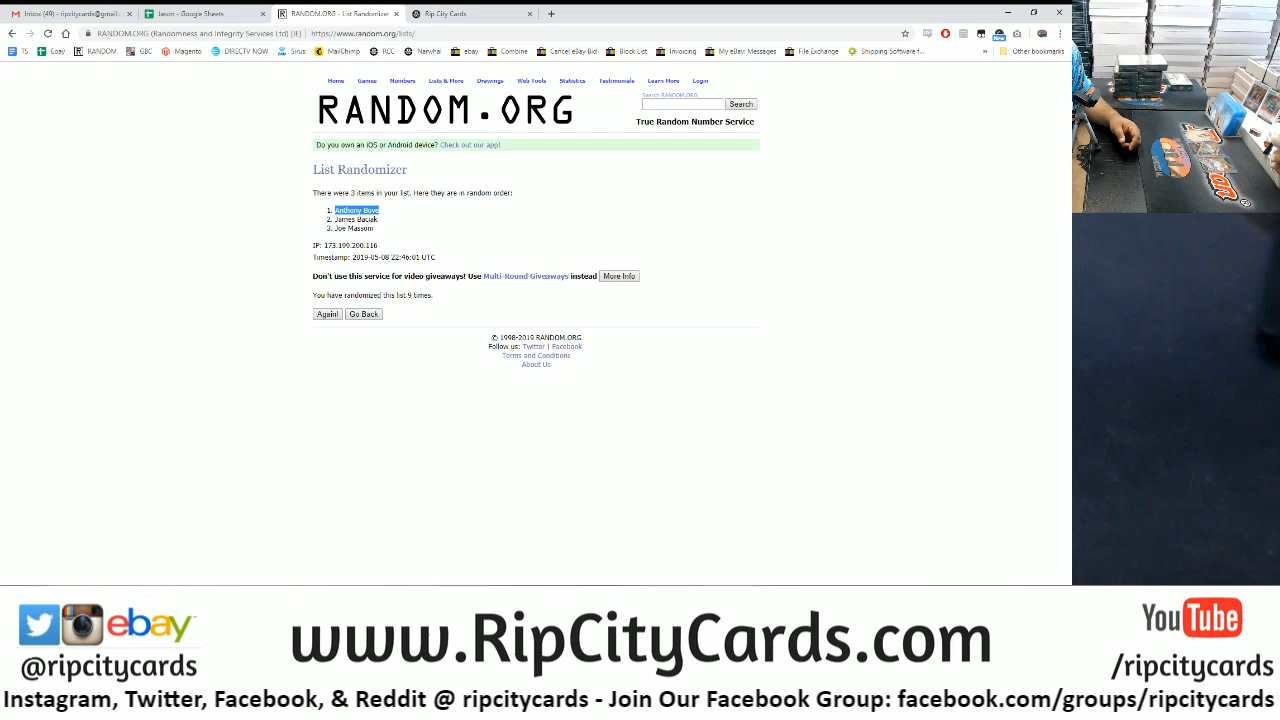 Inbox (49) - ripcitycards@gmail. Jason - Google Sheets RANDOM.ORG - List Randomizer Rip City Cards
RANDOM.ORG (Randomness and Integrity Services Ltd) [IE] https://www.random.org/lists/
TS Ebay RANDOM GBC Magento DIRECTV NOW Sirius MailChimp Narwhal ebay Combine Cancel eBay Bid Block List Invoicing My eBay: Messages File Exchange Shipping Software f » Other bookmarks
Home Games Numbers Lists & More Drawings Web Tools Statistics Testimonials Learn More Login
Search RANDOM.ORG
RANDOM.ORG
Search
True Random Number Service
Do you own an iOS or Android device? Check out our app!
List Randomizer
There were 3 items in your list. Here they are in random order:
1. Anthony Bove
2. James Baciak
3. Joe Massoni
IP: 173.199.200.116
Timestamp: 2019-05-08 22:46:01 UTC
Don't use this service for video giveaways! Use Multi-Round Giveaways instead More Info
You have randomized this list 9 times.
Again! Go Back
© 1998-2019 RANDOM.ORG
Follow us: Twitter | Facebook
Terms and Conditions
About Us
ebay
@ripcitycards
www.RipCityCards.com
YouTube
/ripcitycards
Instagram, Twitter, Facebook, & Reddit @ ripcitycards - Join Our Facebook Group: facebook.com/groups/ripcitycards